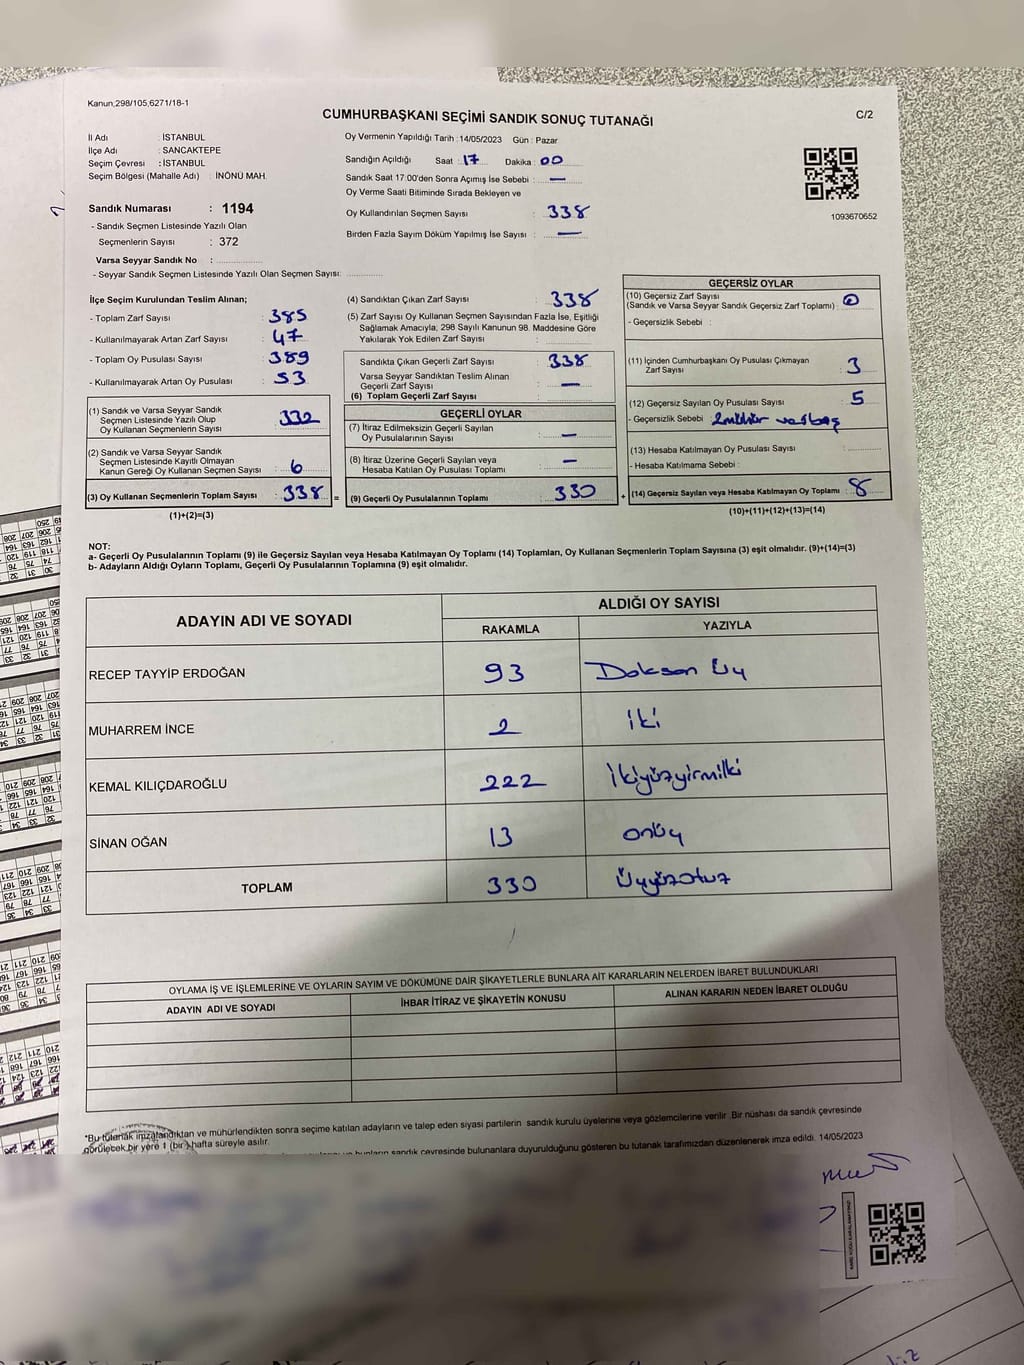 Kanun,298/105,6271/18-1
CUMHURBAŞKANI SEÇİMİ SANDIK SONUÇ TUTANAĞI
C/2
İl Adı : İSTANBUL
İlçe Adı : SANCAKTEPE
Seçim Çevresi : İSTANBUL
Seçim Bölgesi (Mahalle Adı) : İNÖNÜ MAH.
Sandık Numarası : 1194
- Sandık Seçmen Listesinde Yazılı Olan
Seçmenlerin Sayısı : 372
Varsa Seyyar Sandık No :
- Seyyar Sandık Seçmen Listesinde Yazılı Olan Seçmen Sayısı:
Oy Vermenin Yapıldığı Tarih :14/05/2023 Gün : Pazar
Sandığın Açıldığı Saat : 17 Dakika : 00
Sandık Saat 17:00'den Sonra Açımış İse Sebebi : —
Oy Verme Saati Bitiminde Sırada Bekleyen ve
Oy Kullandırılan Seçmen Sayısı : 338
Birden Fazla Sayım Döküm Yapılmış İse Sayısı : —
1093670652
İlçe Seçim Kurulundan Teslim Alınan;
- Toplam Zarf Sayısı : 385
- Kullanılmayarak Artan Zarf Sayısı : 47
- Toplam Oy Pusulası Sayısı : 389
- Kullanılmayarak Artan Oy Pusulası : 53
(1) Sandık ve Varsa Seyyar Sandık
Seçmen Listesinde Yazılı Olup
Oy Kullanan Seçmenlerin Sayısı : 332
(2) Sandık ve Varsa Seyyar Sandık
Seçmen Listesinde Kayıtlı Olmayan
Kanun Gereği Oy Kullanan Seçmen Sayısı : 6
(3) Oy Kullanan Seçmenlerin Toplam Sayısı : 338 =
(1)+(2)=(3)
(4) Sandıktan Çıkan Zarf Sayısı : 338
(5) Zarf Sayısı Oy Kullanan Seçmen Sayısından Fazla İse, Eşitliği
Sağlamak Amacıyla, 298 Sayılı Kanunun 98. Maddesine Göre
Yakılarak Yok Edilen Zarf Sayısı :
Sandıkta Çıkan Geçerli Zarf Sayısı : 338
Varsa Seyyar Sandıktan Teslim Alınan
Geçerli Zarf Sayısı : —
(6) Toplam Geçerli Zarf Sayısı :
GEÇERLİ OYLAR
(7) İtiraz Edilmeksizin Geçerli Sayılan
Oy Pusulalarının Sayısı : —
(8) İtiraz Üzerine Geçerli Sayılan veya
Hesaba Katılan Oy Pusulası Toplamı : —
(9) Geçerli Oy Pusulalarının Toplamı : 330 +
GEÇERSİZ OYLAR
(10) Geçersiz Zarf Sayısı
(Sandık ve Varsa Seyyar Sandık Geçersiz Zarf Toplamı) : 0
- Geçersizlik Sebebi :
(11) İçinden Cumhurbaşkanı Oy Pusulası Çıkmayan
Zarf Sayısı : 3
(12) Geçersiz Sayılan Oy Pusulası Sayısı : 5
- Geçersizlik Sebebi : 2mühür ve boş
(13) Hesaba Katılmayan Oy Pusulası Sayısı :
- Hesaba Katılmama Sebebi :
(14) Geçersiz Sayılan veya Hesaba Katılmayan Oy Toplamı : 8
(10)+(11)+(12)+(13)=(14)
NOT:
a- Geçerli Oy Pusulalarının Toplamı (9) ile Geçersiz Sayılan veya Hesaba Katılmayan Oy Toplamı (14) Toplamları, Oy Kullanan Seçmenlerin Toplam Sayısına (3) eşit olmalıdır. (9)+(14)=(3)
b- Adayların Aldığı Oyların Toplamı, Geçerli Oy Pusulalarının Toplamına (9) eşit olmalıdır.
ADAYIN ADI VE SOYADI
ALDIĞI OY SAYISI
RAKAMLA YAZIYLA
RECEP TAYYİP ERDOĞAN 93 Doksan Üç
MUHARREM İNCE 2 iki
KEMAL KILIÇDAROĞLU 222 İkiyüzyirmiiki
SİNAN OĞAN 13 onüç
TOPLAM 330 Üçyüzotuz
OYLAMA İŞ VE İŞLEMLERİNE VE OYLARIN SAYIM VE DÖKÜMÜNE DAİR ŞİKAYETLERLE BUNLARA AİT KARARLARIN NELERDEN İBARET BULUNDUKLARI
ADAYIN ADI VE SOYADI İHBAR İTİRAZ VE ŞİKAYETİN KONUSU ALINAN KARARIN NEDEN İBARET OLDUĞU
*Bu tutanak imzalandıktan ve mühürlendikten sonra seçime katılan adayların ve talep eden siyasi partilerin sandık kurulu üyelerine veya gözlemcilerine verilir .Bir nüshası da sandık çevresinde
görülecek bir yere 1 (bir) hafta süreyle asılır.
sandık çevresinde bulunanlara duyurulduğunu gösteren bu tutanak tarafımızdan düzenlenerek imza edildi. 14/05/2023